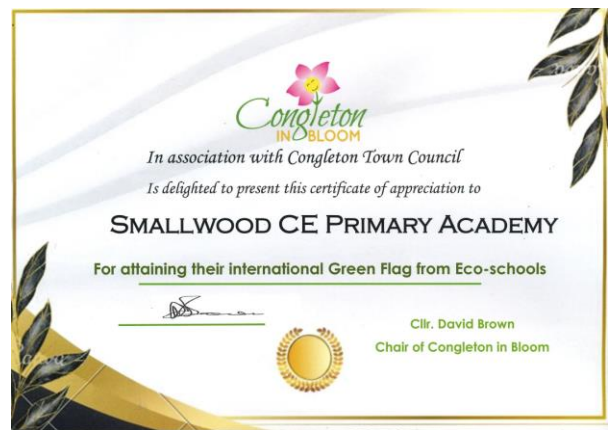 Congleton
IN BLOOM
In association with Congleton Town Council
Is delighted to present this certificate of appreciation to
SMALLWOOD CE PRIMARY ACADEMY
For attaining their international Green Flag from Eco-schools
Cllr. David Brown
Chair of Congleton in Bloom